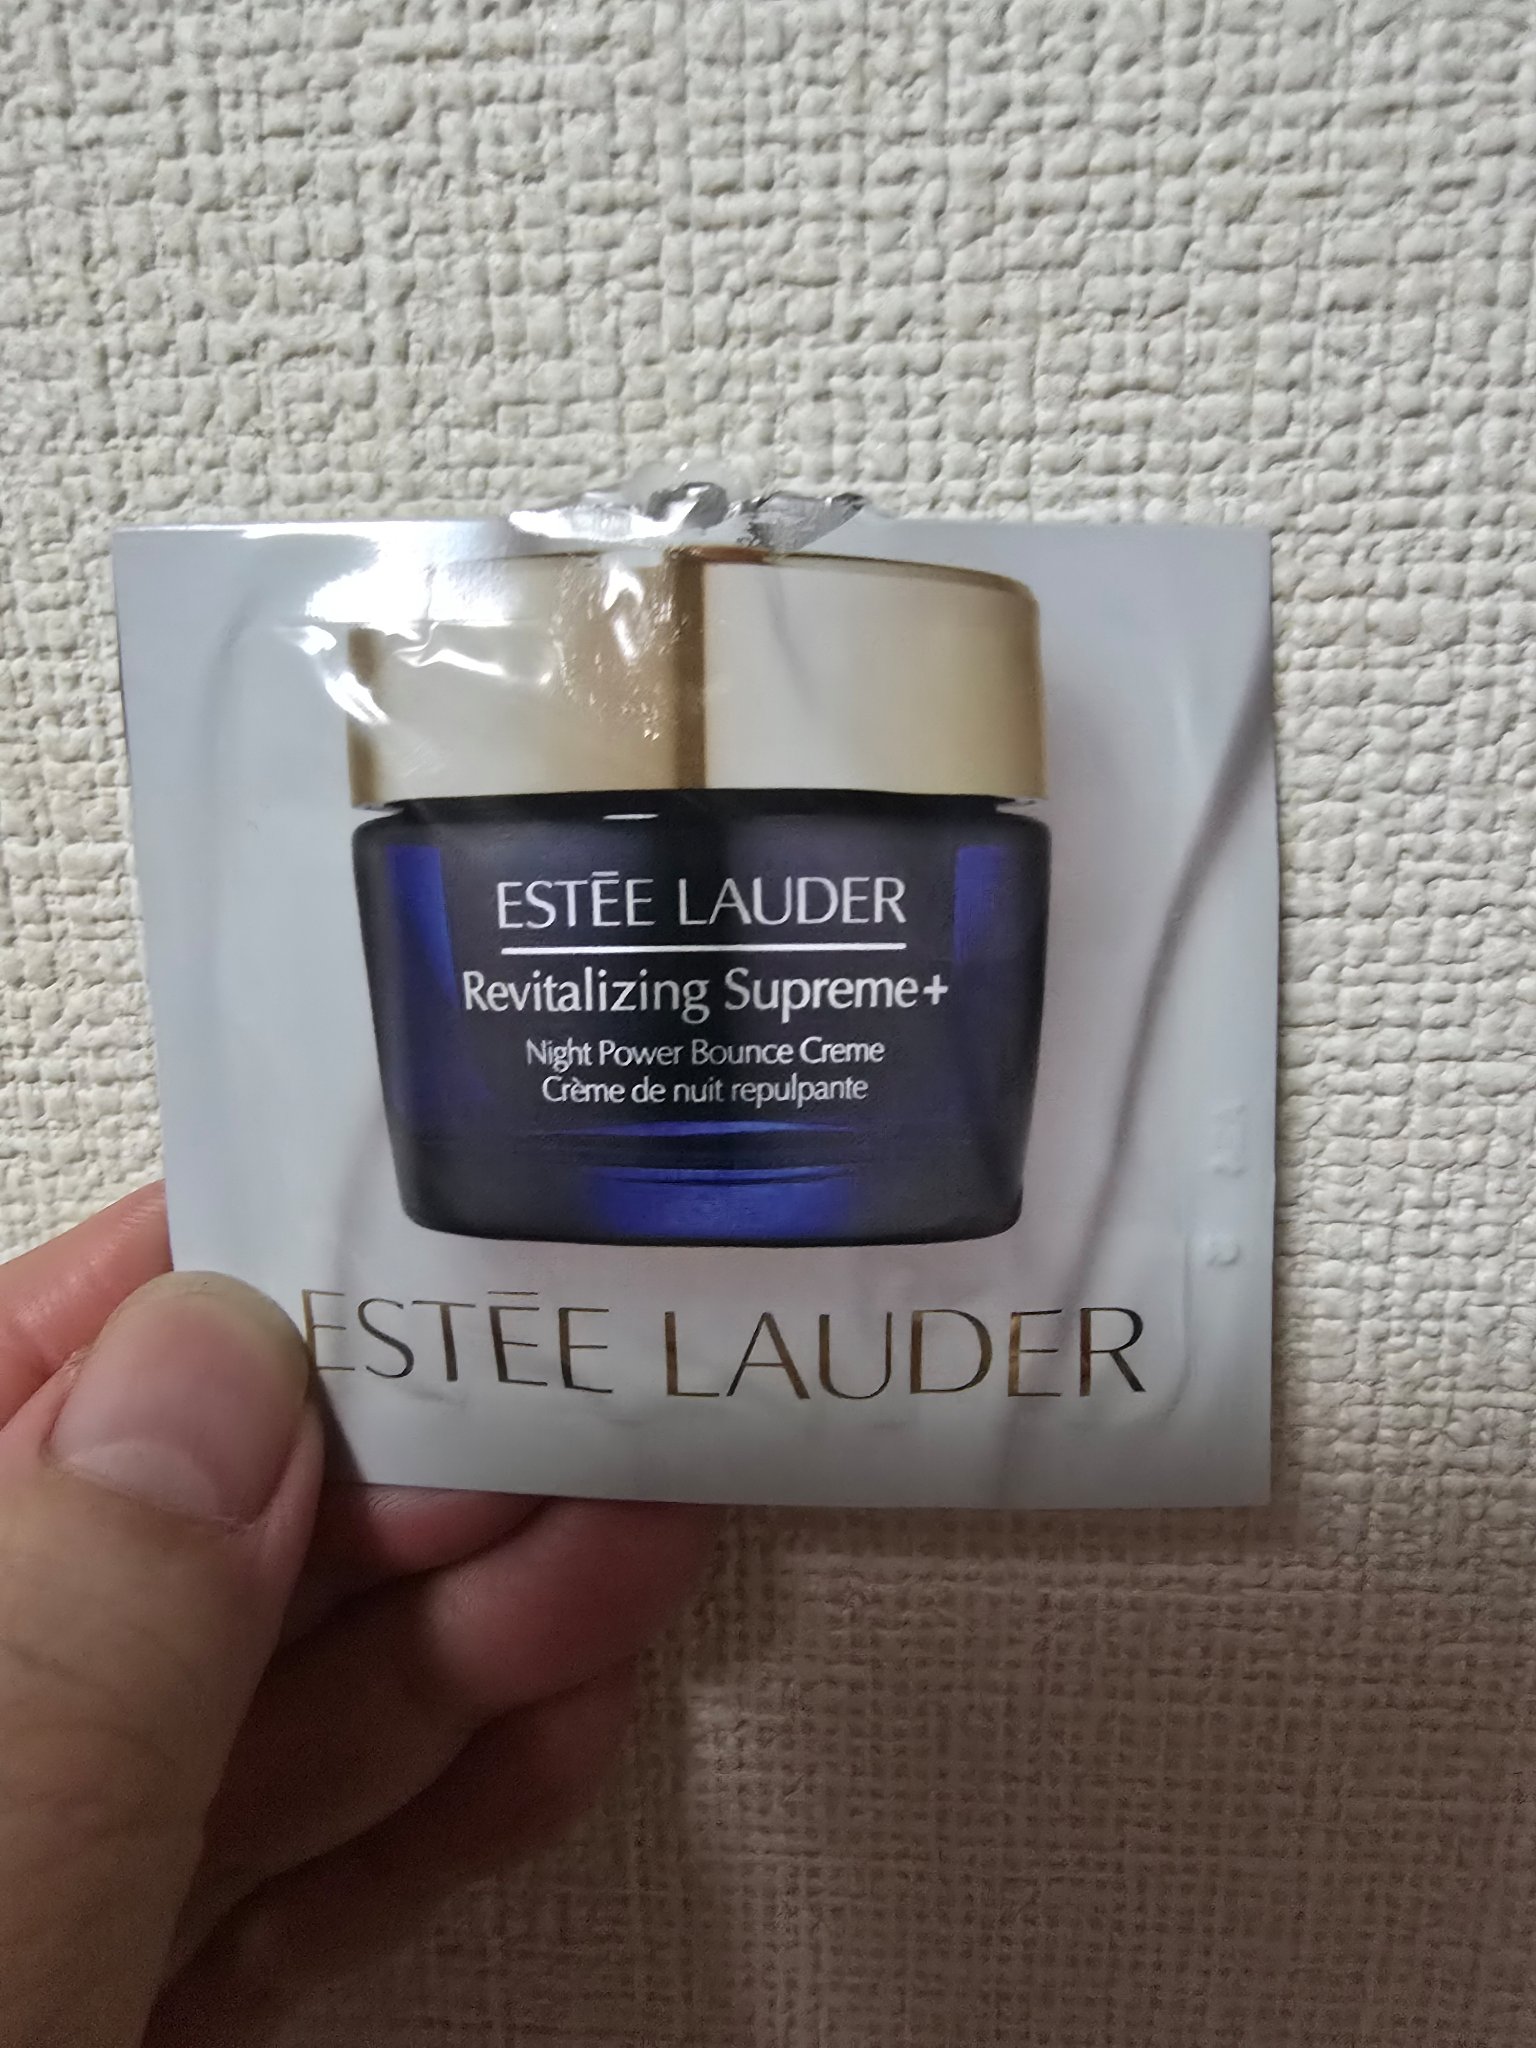 ESTĒE LAUDER
Revitalizing Supreme+
Night Power Bounce Creme
Crème de nuit repulpante
ESTĒE LAUDER